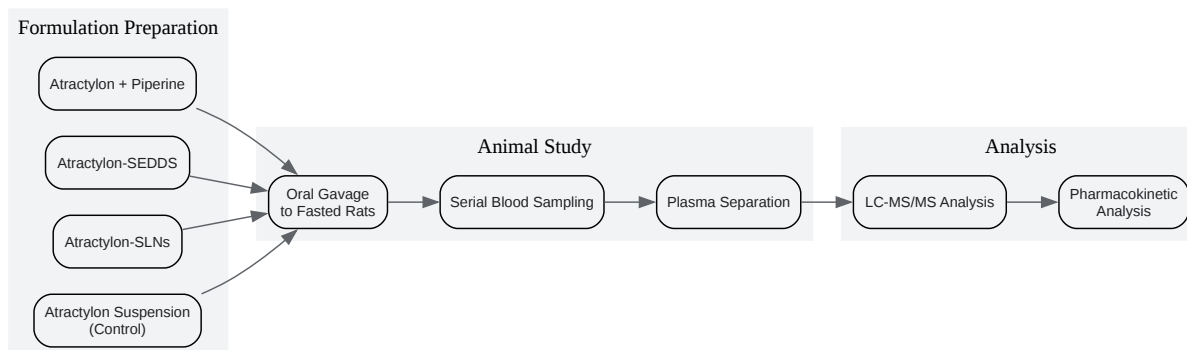 Formulation Preparation
Atractylon + Piperine
Atractylon-SEDDS
Atractylon-SLNs
Atractylon Suspension
(Control)
Animal Study
Oral Gavage
to Fasted Rats
Serial Blood Sampling
Plasma Separation
Analysis
LC-MS/MS Analysis
Pharmacokinetic
Analysis